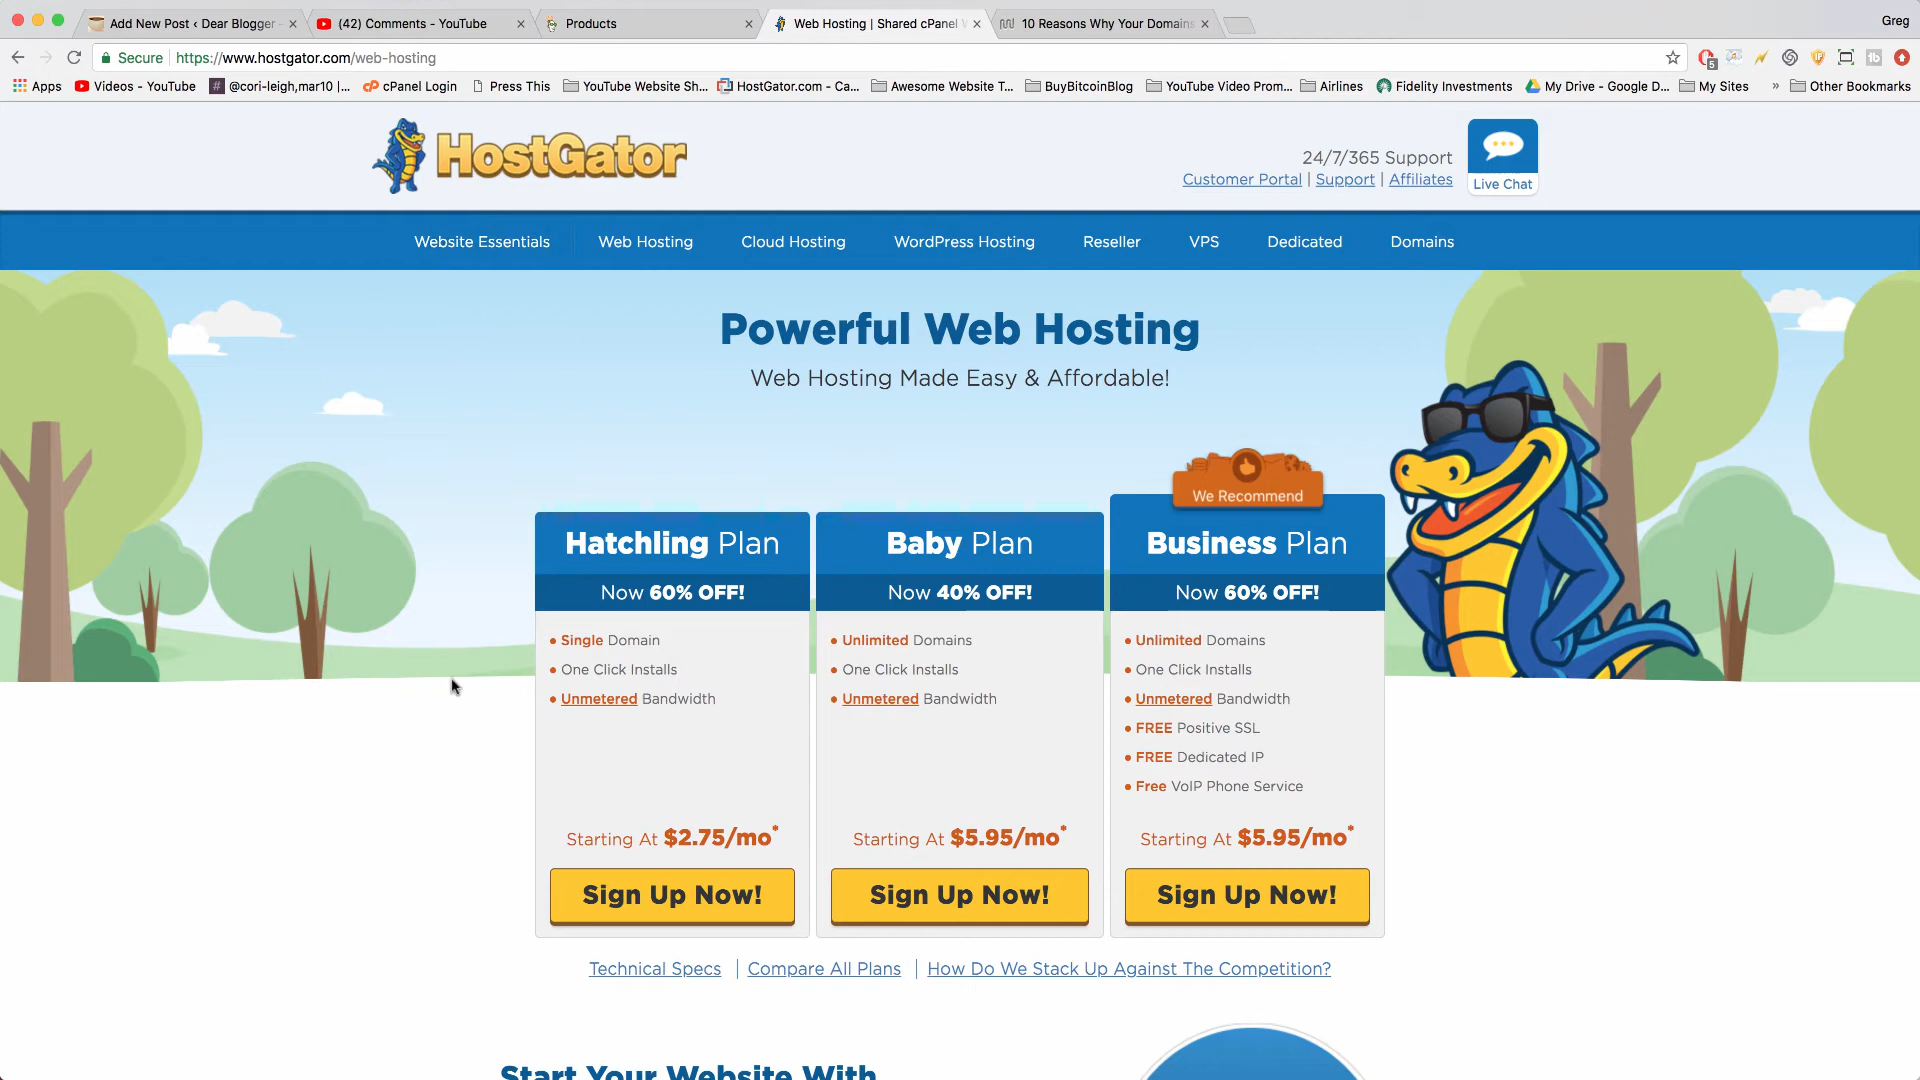 Add New Post ‹ Dear Blogger
(42) Comments - YouTube
Products
Web Hosting | Shared cPanel
10 Reasons Why Your Domains
Greg
Secure
https://www.hostgator.com/web-hosting
5
Apps
Videos - YouTube
@cori-leigh,mar10 |...
cPanel Login
Press This
YouTube Website Sh...
HostGator.com - Ca...
Awesome Website T...
BuyBitcoinBlog
YouTube Video Prom...
Airlines
Fidelity Investments
My Drive - Google D...
My Sites
»
Other Bookmarks
HostGator
24/7/365 Support
Customer Portal | Support | Affiliates
Live Chat
Website Essentials
Web Hosting
Cloud Hosting
WordPress Hosting
Reseller
VPS
Dedicated
Domains
Powerful Web Hosting
Web Hosting Made Easy & Affordable!
Hatchling Plan
Now 60% OFF!
• Single Domain
• One Click Installs
• Unmetered Bandwidth
Starting At $2.75/mo*
Sign Up Now!
Baby Plan
Now 40% OFF!
• Unlimited Domains
• One Click Installs
• Unmetered Bandwidth
Starting At $5.95/mo*
Sign Up Now!
We Recommend
Business Plan
Now 60% OFF!
• Unlimited Domains
• One Click Installs
• Unmetered Bandwidth
• FREE Positive SSL
• FREE Dedicated IP
• Free VoIP Phone Service
Starting At $5.95/mo*
Sign Up Now!
Technical Specs | Compare All Plans | How Do We Stack Up Against The Competition?
Start Your Website With